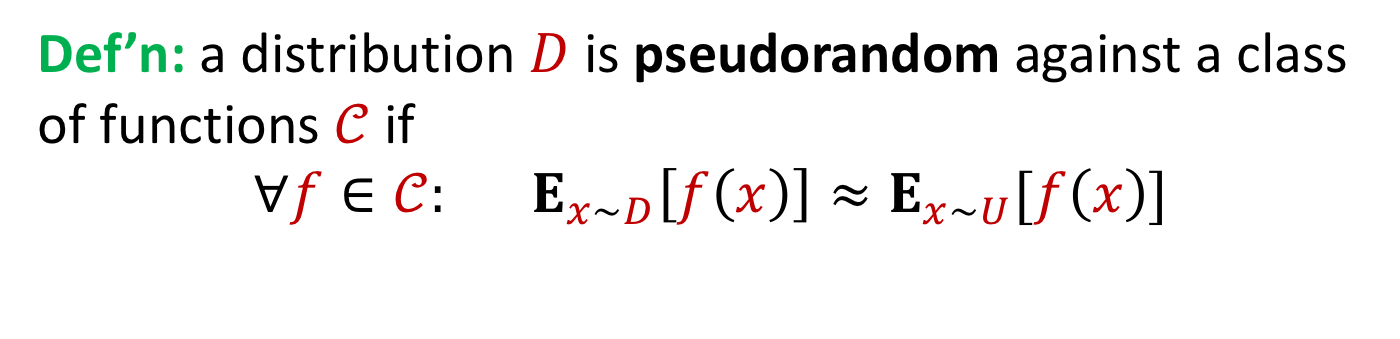 Def’n: a distribution D is pseudorandom against a class
of functions 𝒞 if
∀f ∈ 𝒞: E_{x∼D}[f(x)] ≈ E_{x∼U}[f(x)]